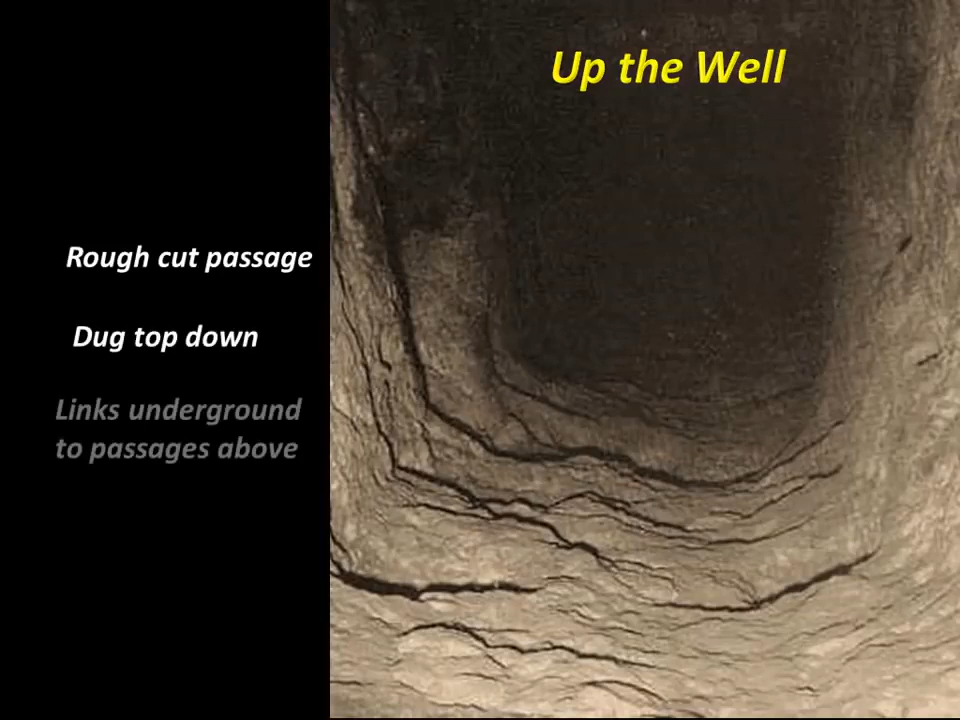 Up the Well
Rough cut passage
Dug top down
Links underground
to passages above